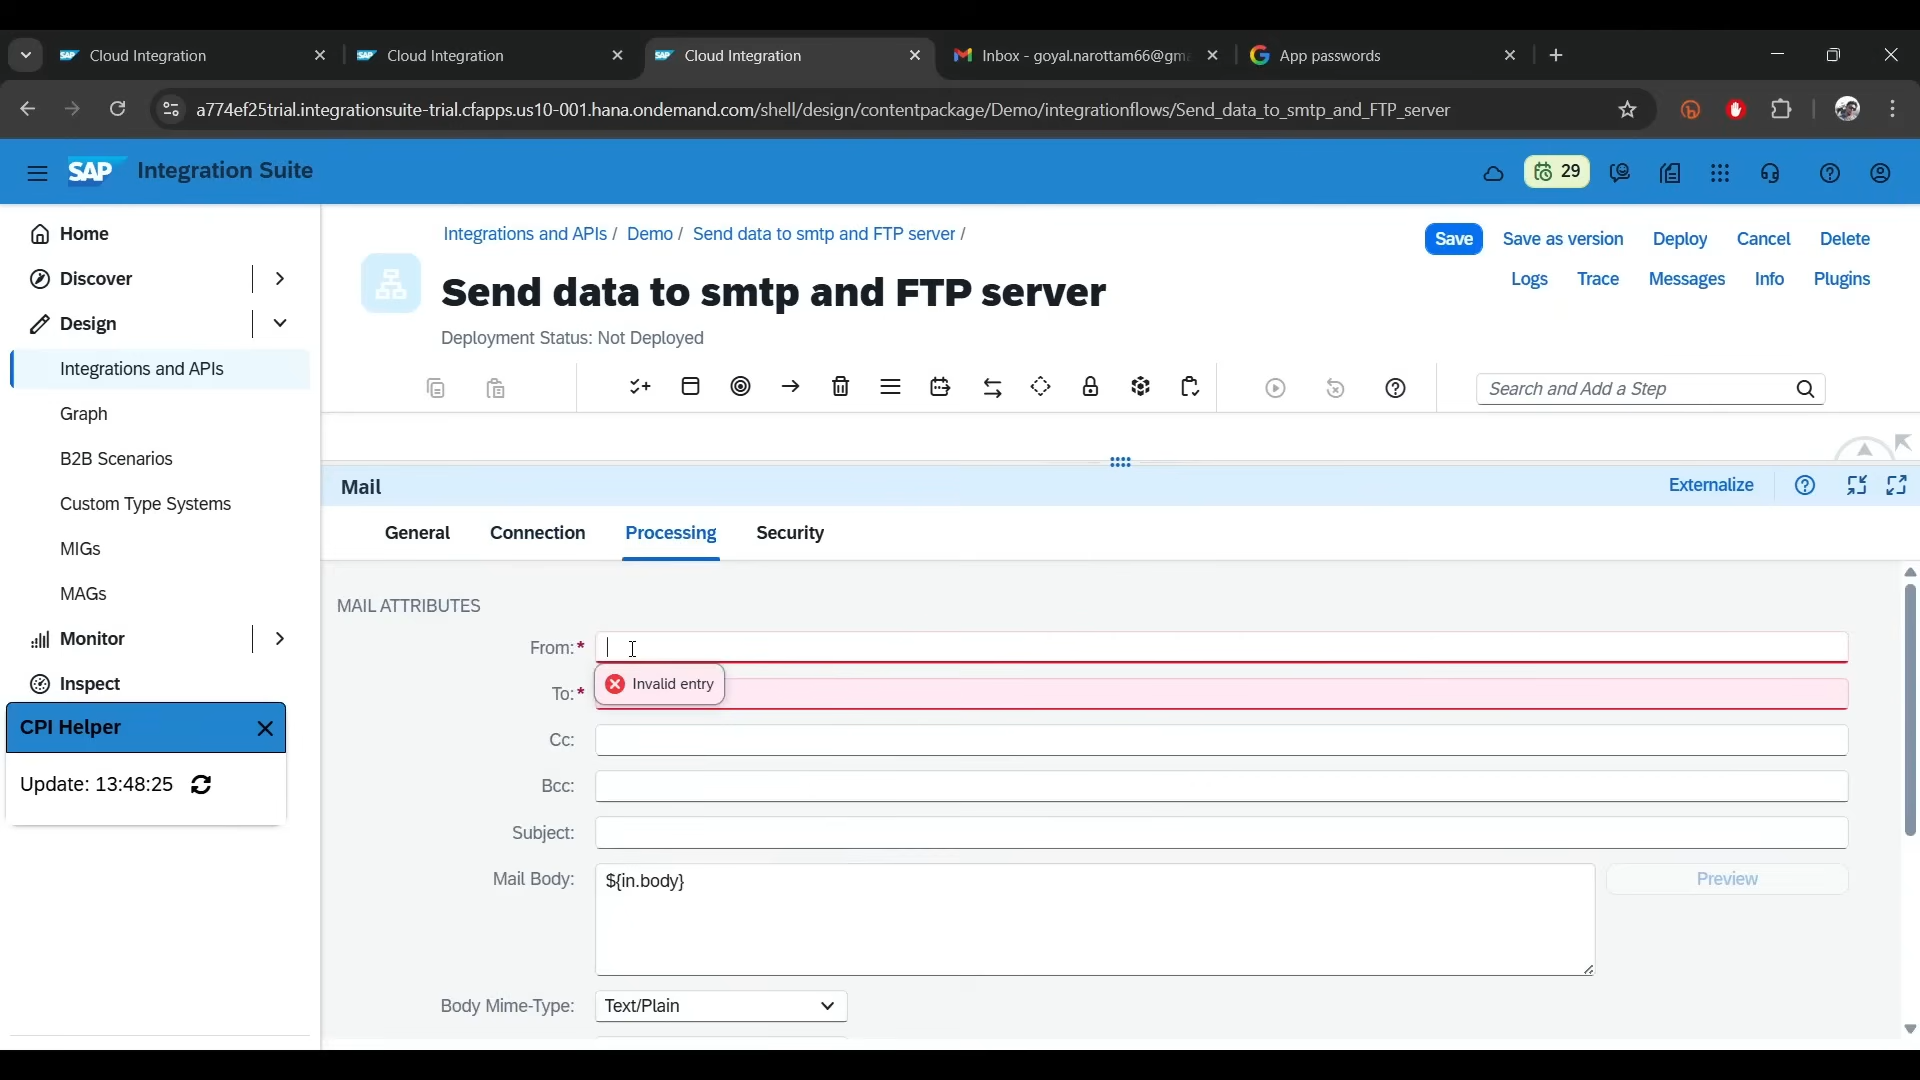 Cloud Integration
Cloud Integration
Cloud Integration
Inbox - goyal.narottam66@gm
App passwords
a774ef25trial.integrationsuite-trial.cfapps.us10-001.hana.ondemand.com/shell/design/contentpackage/Demo/integrationflows/Send_data_to_smtp_and_FTP_server
SAP Integration Suite
29
Home
Discover
Design
Integrations and APIs
Graph
B2B Scenarios
Custom Type Systems
MIGs
MAGs
Monitor
Inspect
CPI Helper
Update: 13:48:25
Integrations and APIs / Demo / Send data to smtp and FTP server /
Save Save as version Deploy Cancel Delete
Send data to smtp and FTP server
Logs Trace Messages Info Plugins
Deployment Status: Not Deployed
Search and Add a Step
Mail
Externalize
General Connection Processing Security
MAIL ATTRIBUTES
From:*
Invalid entry
To:*
Cc:
Bcc:
Subject:
Mail Body: ${in.body}
Preview
Body Mime-Type: Text/Plain